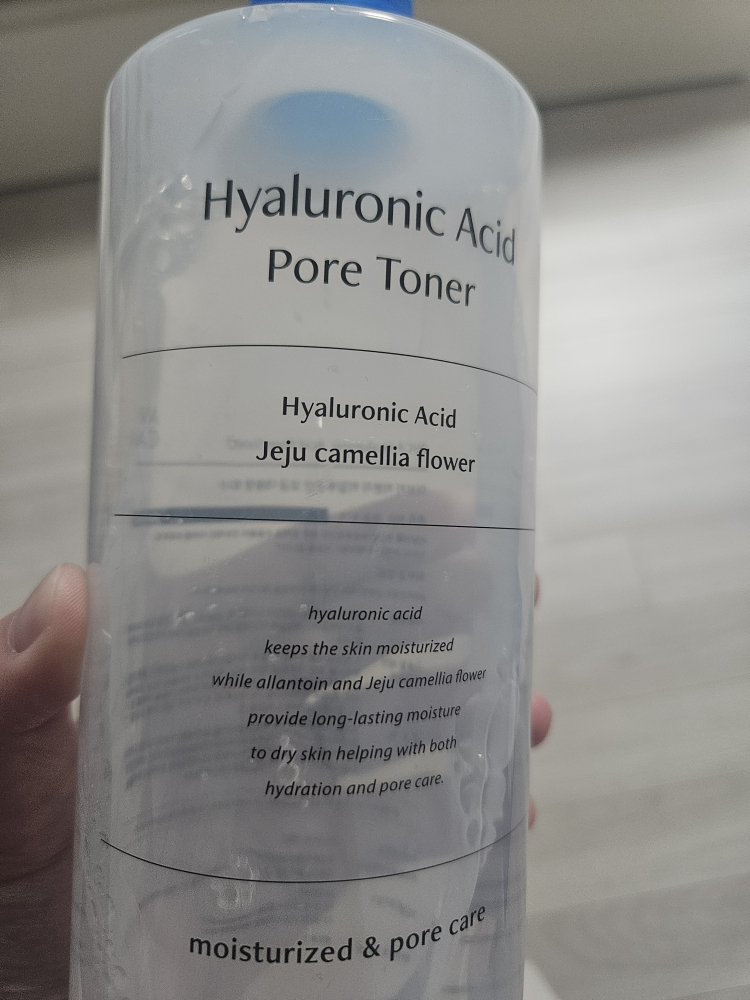 Hyaluronic Acid
Pore Toner
Hyaluronic Acid
Jeju camellia flower
hyaluronic acid
keeps the skin moisturized
while allantoin and Jeju camellia flower
provide long-lasting moisture
to dry skin helping with both
hydration and pore care.
moisturized & pore care